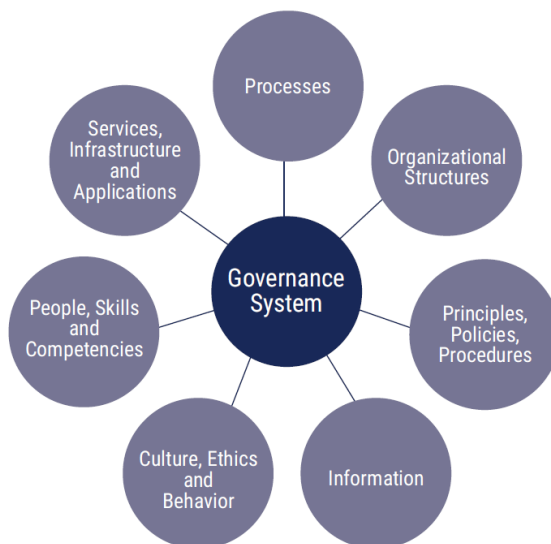 Processes
Organizational
Structures
Principles,
Policies,
Procedures
Information
Culture, Ethics
and
Behavior
People, Skills
and
Competencies
Services,
Infrastructure
and
Applications
Governance
System